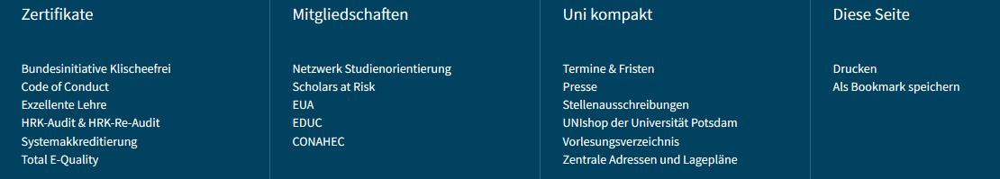 Zertifikate
Bundesinitiative Klischeefrei
Code of Conduct
Exzellente Lehre
HRK-Audit & HRK-Re-Audit
Systemakkreditierung
Total E-Quality
Mitgliedschaften
Netzwerk Studienorientierung
Scholars at Risk
EUA
EDUC
CONAHEC
Uni kompakt
Termine & Fristen
Presse
Stellenausschreibungen
UNIshop der Universität Potsdam
Vorlesungsverzeichnis
Zentrale Adressen und Lagepläne
Diese Seite
Drucken
Als Bookmark speichern